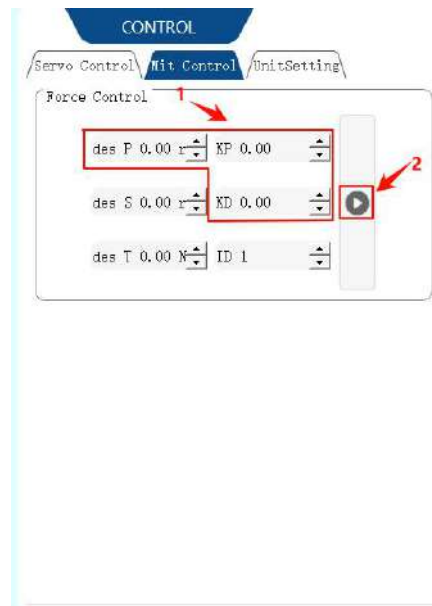 CONTROL
Servo Control Mit Control UnitSetting
Force Control 1
des P 0.00 r KP 0.00
2
des S 0.00 r KD 0.00
des T 0.00 N ID 1